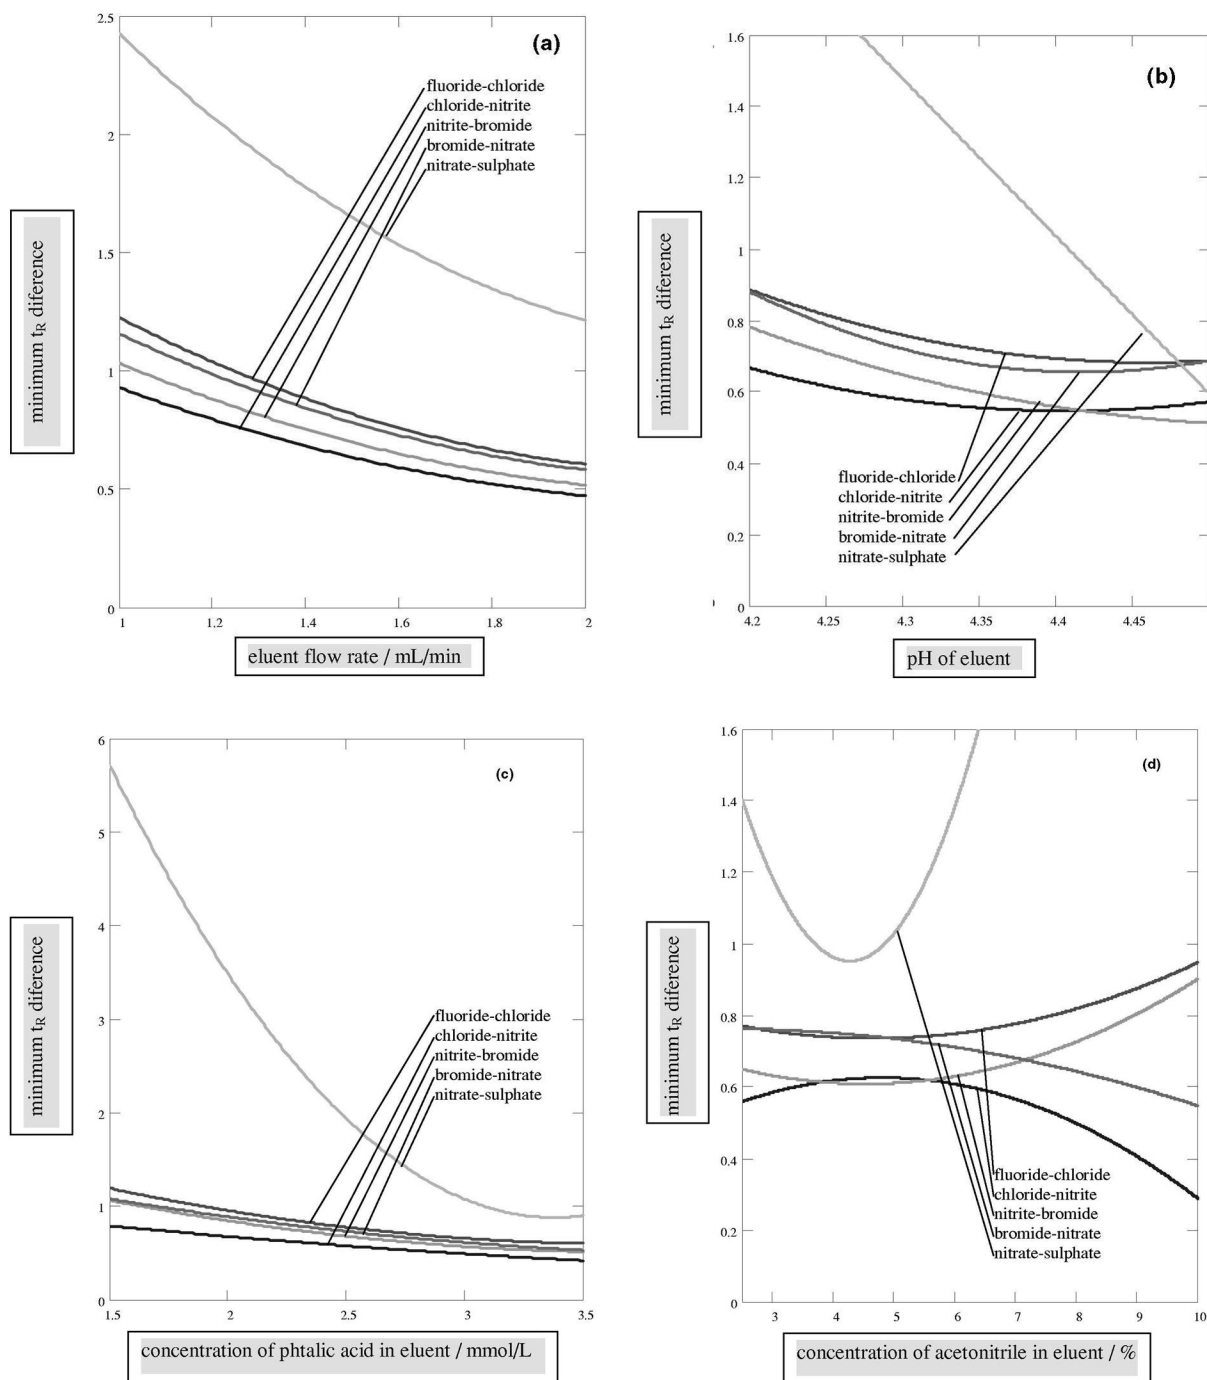 2.5
2
1.5
1
0.5
0
1
1.2
1.4
1.6
1.8
2
(a)
fluoride-chloride
chloride-nitrite
nitrite-bromide
bromide-nitrate
nitrate-sulphate
minimum tR diference
eluent flow rate / mL/min
1.6
1.4
1.2
1
0.8
0.6
0.4
0.2
0
4.2
4.25
4.3
4.35
4.4
4.45
(b)
fluoride-chloride
chloride-nitrite
nitrite-bromide
bromide-nitrate
nitrate-sulphate
minimum tR diference
pH of eluent
6
5
4
3
2
1
0
1.5
2
2.5
3
3.5
(c)
fluoride-chloride
chloride-nitrite
nitrite-bromide
bromide-nitrate
nitrate-sulphate
minimum tR diference
concentration of phtalic acid in eluent / mmol/L
1.6
1.4
1.2
1
0.8
0.6
0.4
0.2
0
3
4
5
6
7
8
9
10
(d)
fluoride-chloride
chloride-nitrite
nitrite-bromide
bromide-nitrate
nitrate-sulphate
minimum tR diference
concentration of acetonitrile in eluent / %